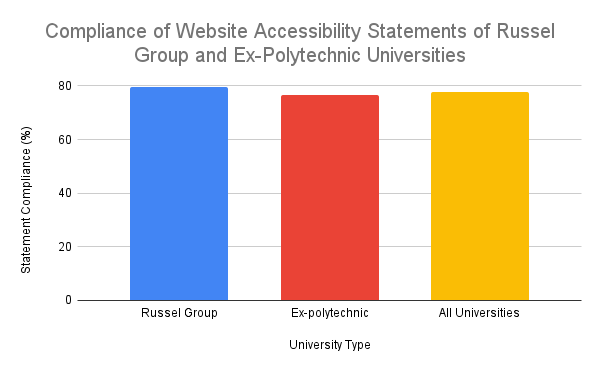 Compliance of Website Accessibility Statements of Russel
Group and Ex-Polytechnic Universities
Statement Compliance (%)
80
60
40
20
0
Russel Group
Ex-polytechnic
All Universities
University Type